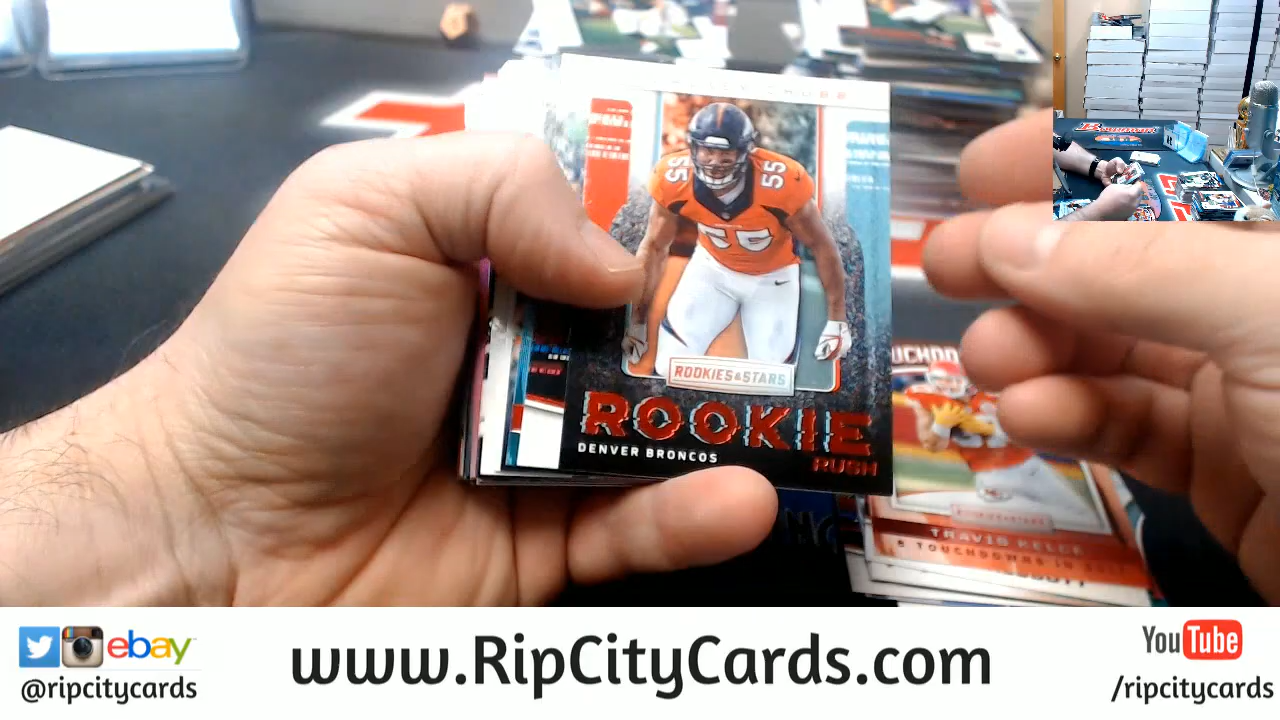 55
55
55
ROOKIES&STARS
ROOKIE
DENVER BRONCOS
RUSH
TRAVIS KELCE
ebay
@ripcitycards
www.RipCityCards.com
YouTube
/ripcitycards